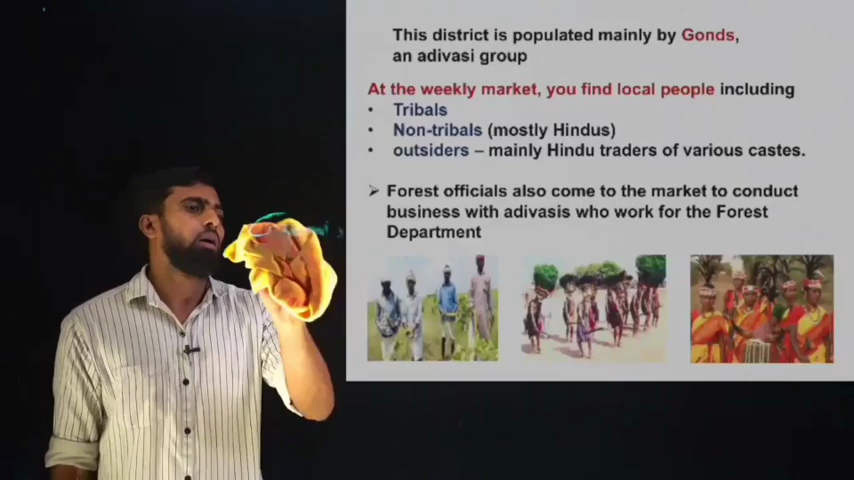 This district is populated mainly by Gonds,
an adivasi group
At the weekly market, you find local people including
• Tribals
• Non-tribals (mostly Hindus)
• outsiders – mainly Hindu traders of various castes.
➢ Forest officials also come to the market to conduct
business with adivasis who work for the Forest
Department